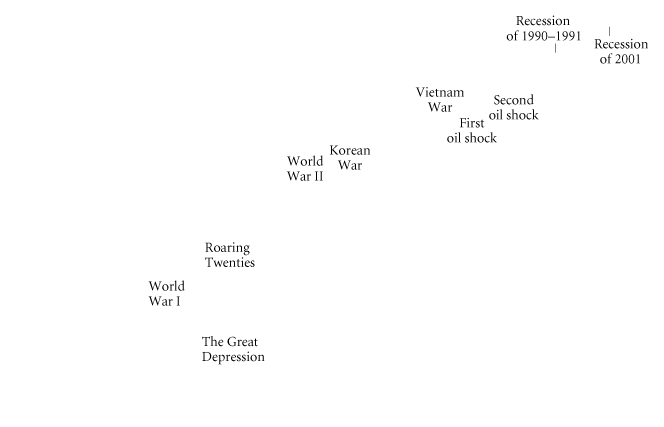 Recession
of 1990–1991
Recession
of 2001
Vietnam
War
Second
oil shock
First
oil shock
Korean
War
World
War II
Roaring
Twenties
World
War I
The Great
Depression